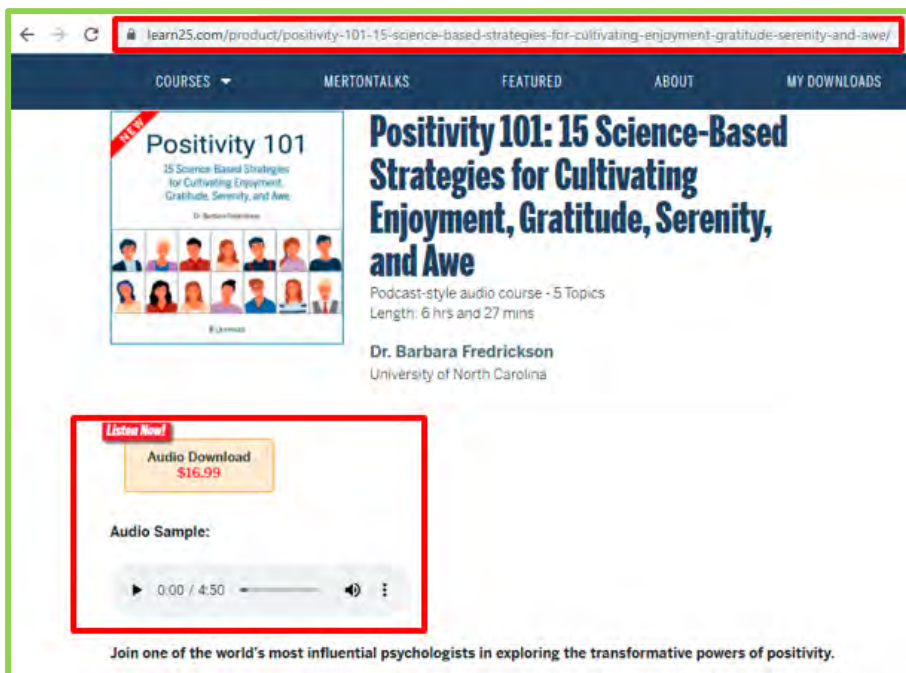 learn25.com/product/positivity-101-15-science-based-strategies-for-cultivating-enjoyment-gratitude-serenity-and-awe/
COURSES
MERTONTALKS
FEATURED
ABOUT
MY DOWNLOADS
NEW
Positivity 101
15 Science-Based Strategies
for Cultivating Enjoyment,
Gratitude, Serenity, and Awe
Dr. Barbara Fredrickson
Positivity 101: 15 Science-Based
Strategies for Cultivating
Enjoyment, Gratitude, Serenity,
and Awe
Podcast-style audio course - 5 Topics
Length: 6 hrs and 27 mins
Dr. Barbara Fredrickson
University of North Carolina
Listen Now!
Audio Download
$16.99
Audio Sample:
0:00 / 4:50
Join one of the world's most influential psychologists in exploring the transformative powers of positivity.